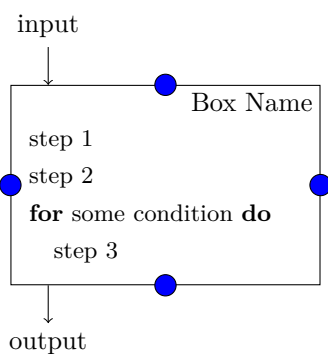 input
Box Name
step 1
step 2
for some condition do
step 3
output